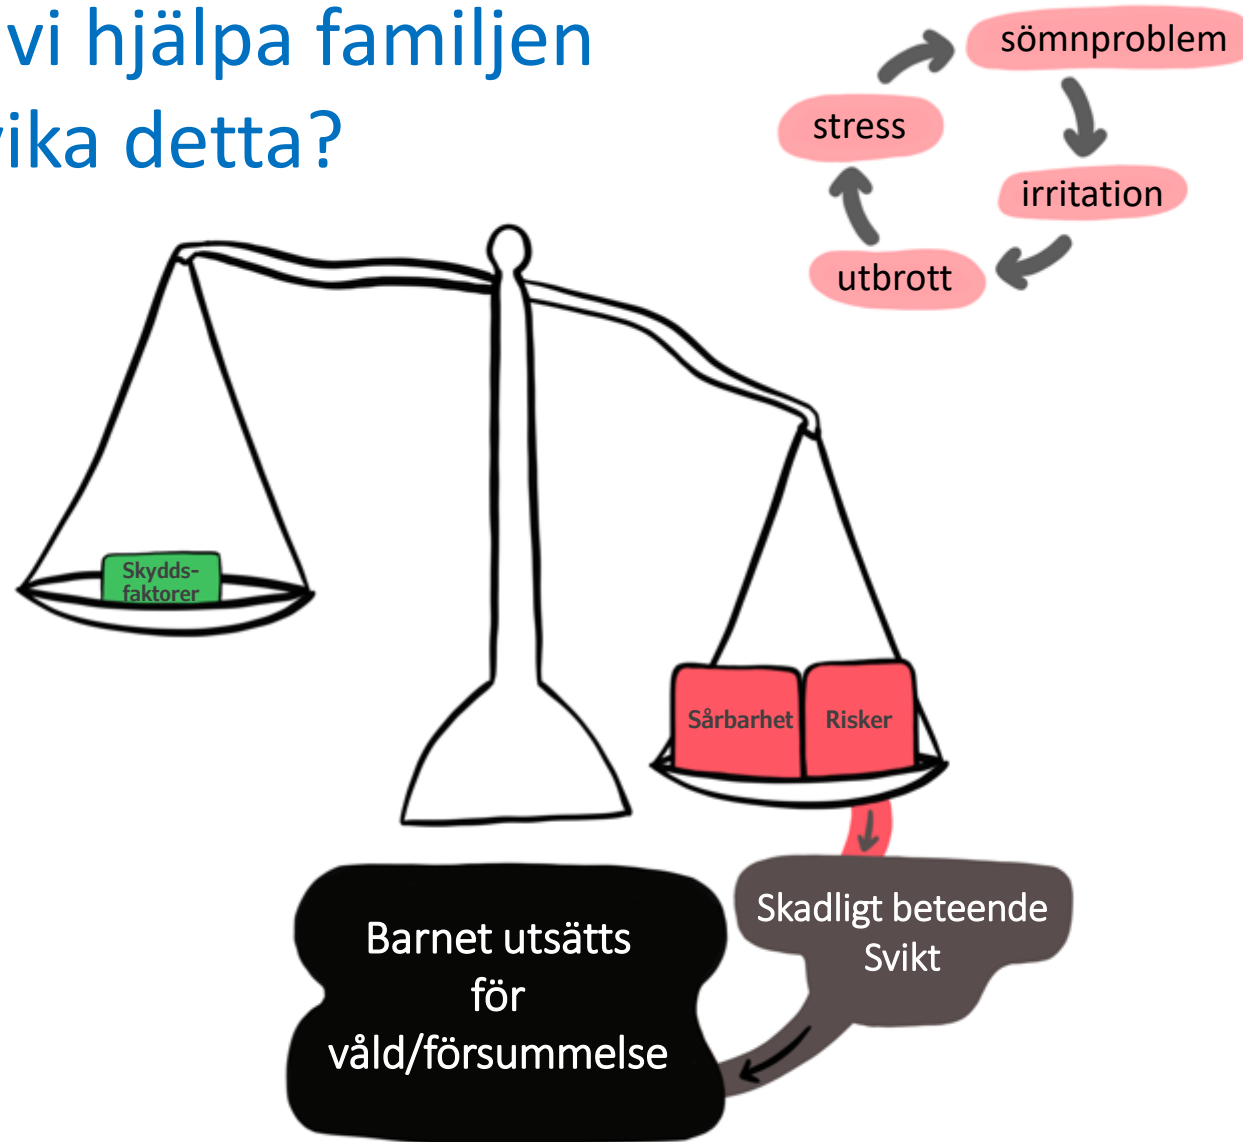 vi hjälpa familjen
vika detta?
sömnproblem
stress
irritation
utbrott
Skydds-
faktorer
Sårbarhet
Risker
Skadligt beteende
Svikt
Barnet utsätts
för
våld/försummelse